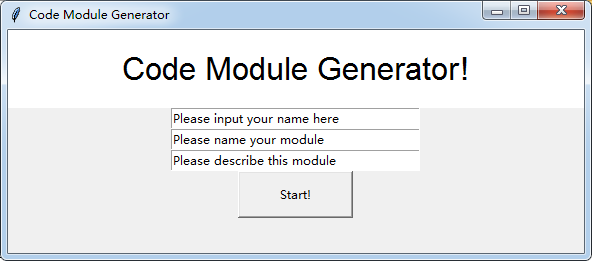 Code Module Generator
Code Module Generator!
Please input your name here
Please name your module
Please describe this module
Start!